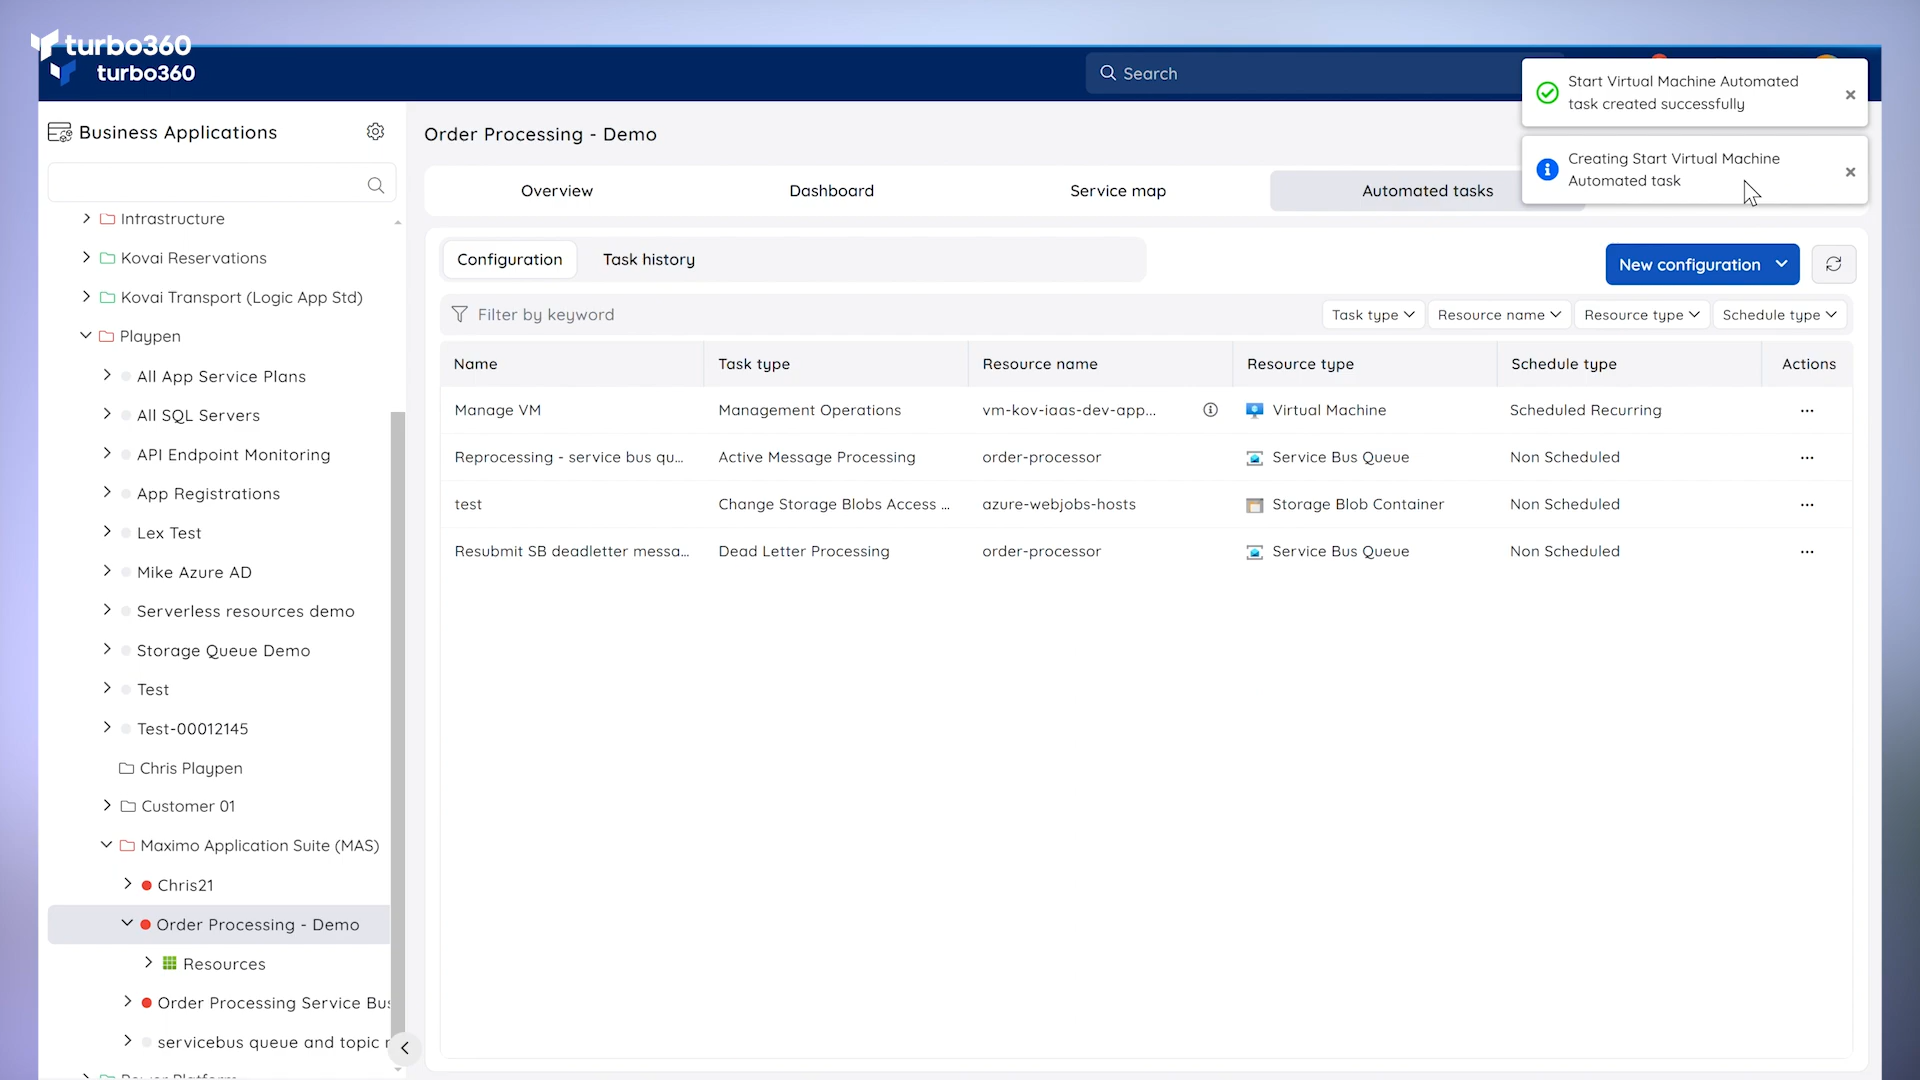 turbo360
turbo360
Search
Start Virtual Machine Automated
task created successfully
Creating Start Virtual Machine
Automated task
Business Applications
Infrastructure
Kovai Reservations
Kovai Transport (Logic App Std)
Playpen
All App Service Plans
All SQL Servers
API Endpoint Monitoring
App Registrations
Lex Test
Mike Azure AD
Serverless resources demo
Storage Queue Demo
Test
Test-00012145
Chris Playpen
Customer 01
Maximo Application Suite (MAS)
Chris21
Order Processing - Demo
Resources
Order Processing Service Bus
servicebus queue and topic
Order Processing - Demo
Overview
Dashboard
Service map
Automated tasks
Configuration
Task history
New configuration
Filter by keyword
Task type
Resource name
Resource type
Schedule type
Name Task type Resource name Resource type Schedule type Actions
Manage VM Management Operations vm-kov-iaas-dev-app... Virtual Machine Scheduled Recurring ...
Reprocessing - service bus qu... Active Message Processing order-processor Service Bus Queue Non Scheduled ...
test Change Storage Blobs Access ... azure-webjobs-hosts Storage Blob Container Non Scheduled ...
Resubmit SB deadletter messa... Dead Letter Processing order-processor Service Bus Queue Non Scheduled ...